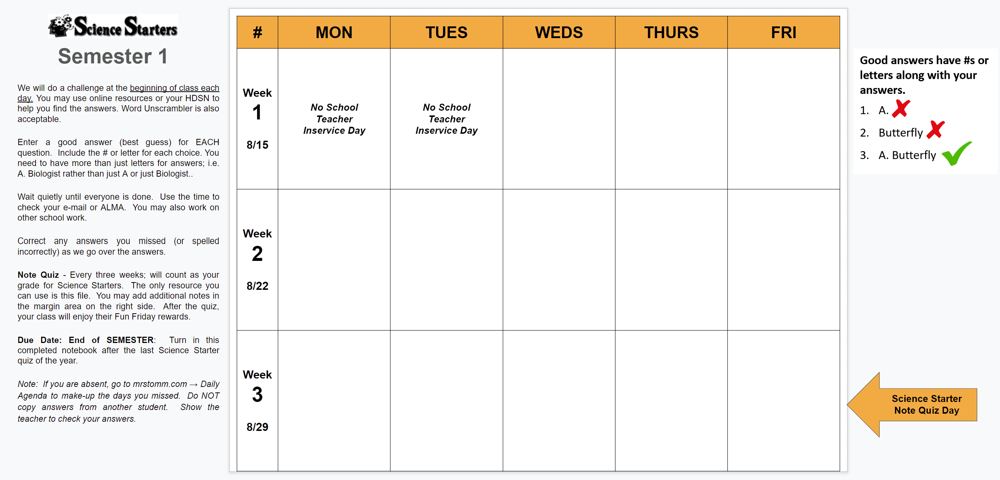 Science Starters
Semester 1
We will do a challenge at the beginning of class each
day. You may use online resources or your HDSN to
help you find the answers. Word Unscrambler is also
acceptable.
Enter a good answer (best guess) for EACH
question. Include the # or letter for each choice. You
need to have more than just letters for answers; i.e.
A. Biologist rather than just A or just Biologist..
Wait quietly until everyone is done. Use the time to
check your e-mail or ALMA. You may also work on
other school work.
Correct any answers you missed (or spelled
incorrectly) as we go over the answers.
Note Quiz - Every three weeks; will count as your
grade for Science Starters. The only resource you
can use is this file. You may add additional notes in
the margin area on the right side. After the quiz,
your class will enjoy their Fun Friday rewards.
Due Date: End of SEMESTER: Turn in this
completed notebook after the last Science Starter
quiz of the year.
Note: If you are absent, go to mrstomm.com → Daily
Agenda to make-up the days you missed. Do NOT
copy answers from another student. Show the
teacher to check your answers.
# MON TUES WEDS THURS FRI
Week
1
8/15
No School
Teacher
Inservice Day
No School
Teacher
Inservice Day
Week
2
8/22
Week
3
8/29
Good answers have #s or
letters along with your
answers.
1. A.
2. Butterfly
3. A. Butterfly
Science Starter
Note Quiz Day